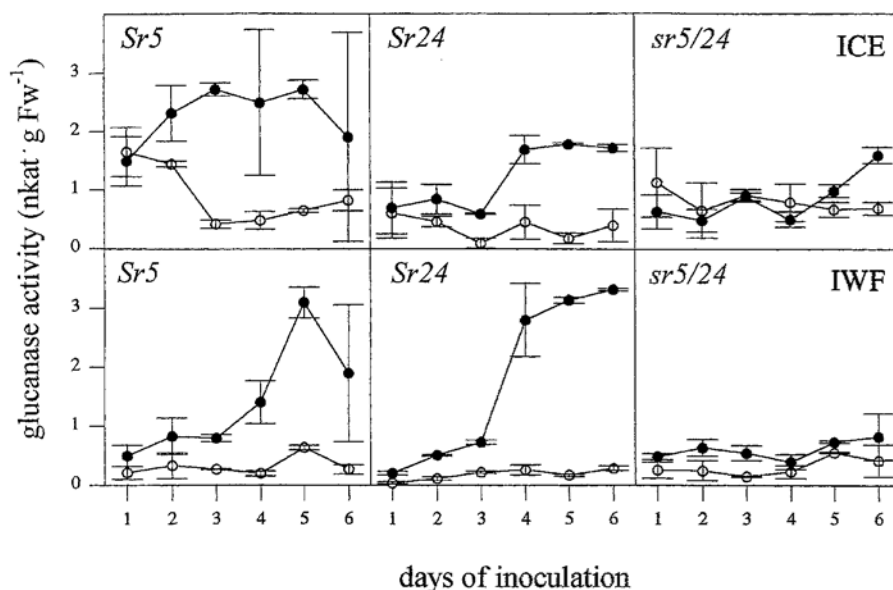 Sr5 Sr24 sr5/24 ICE
3
2
1
0
Sr5 Sr24 sr5/24 IWF
3
2
1
0
glucanase activity (nkat· g Fw⁻¹)
1 2 3 4 5 6 1 2 3 4 5 6 1 2 3 4 5 6
days of inoculation